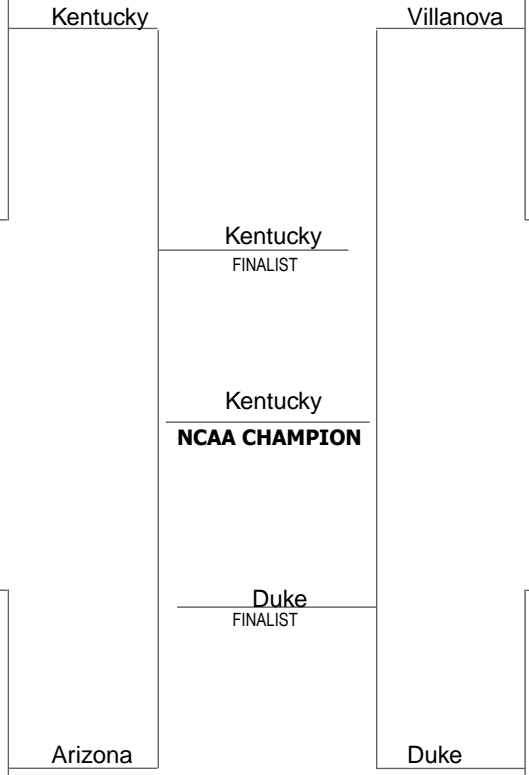 Kentucky
Villanova
Kentucky
FINALIST
Kentucky
NCAA CHAMPION
Duke
FINALIST
Arizona
Duke